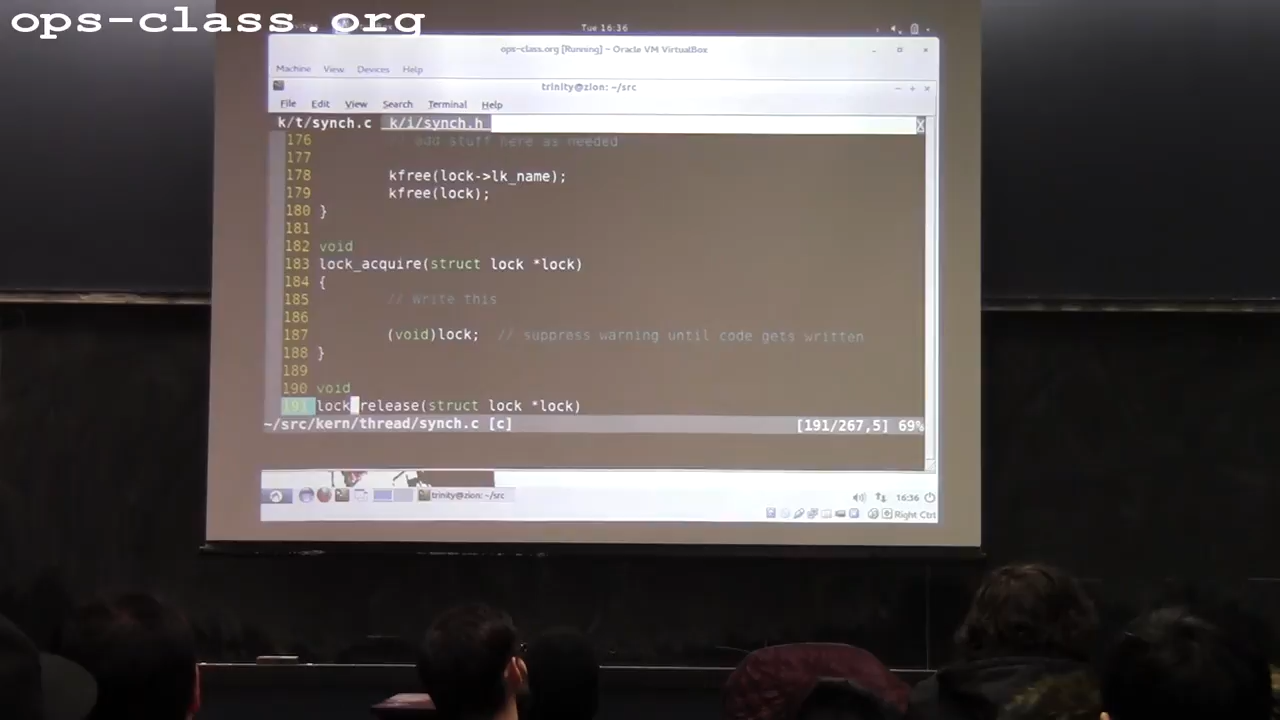 ops-class.org
Tue 16:36
ops-class.org [Running] - Oracle VM VirtualBox
Machine View Devices Help
trinity@zion: ~/src
File Edit View Search Terminal Help
k/t/synch.c k/i/synch.h X
176 // add stuff here as needed
177
178 kfree(lock->lk_name);
179 kfree(lock);
180 }
181
182 void
183 lock_acquire(struct lock *lock)
184 {
185 // Write this
186
187 (void)lock; // suppress warning until code gets written
188 }
189
190 void
191 lock_release(struct lock *lock)
~/src/kern/thread/synch.c [c] [191/267,5] 69%
trinity@zion: ~/src 16:36
Right Ctrl